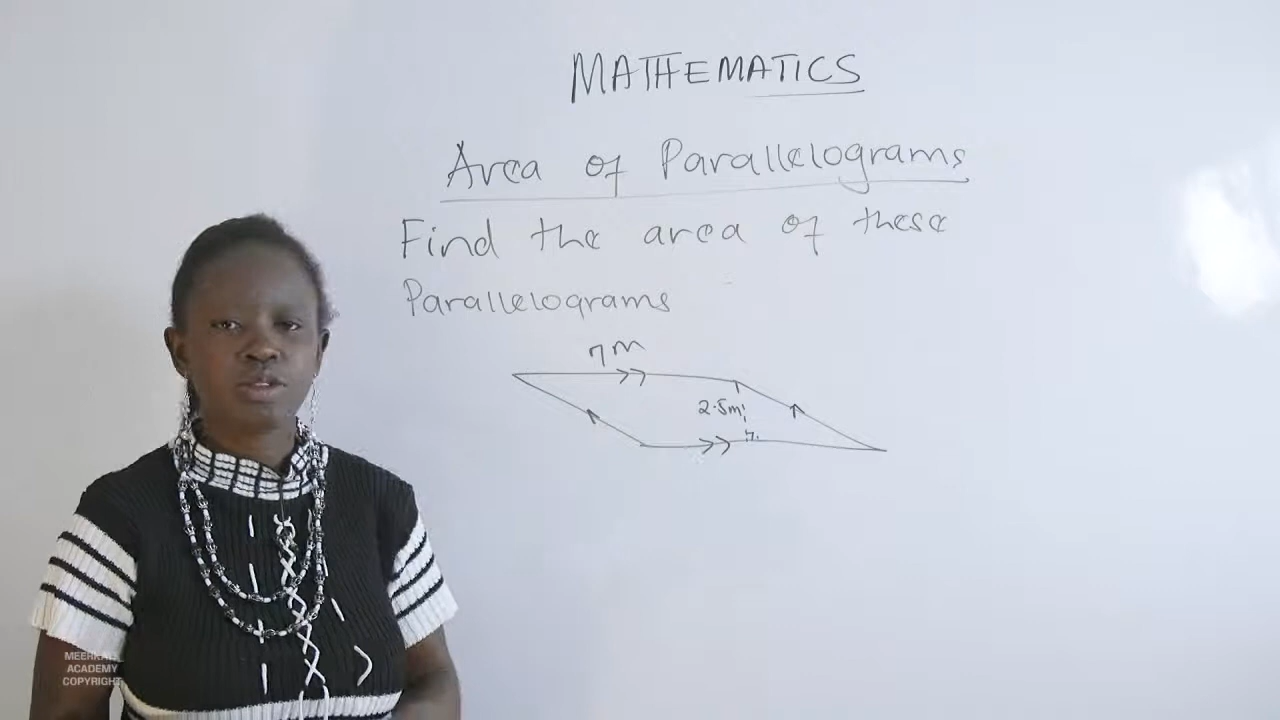 MATHEMATICS
Area of Parallelograms
Find the area of these
Parallelograms
7m
2.5m
MEERKAT
ACADEMY
COPYRIGHT